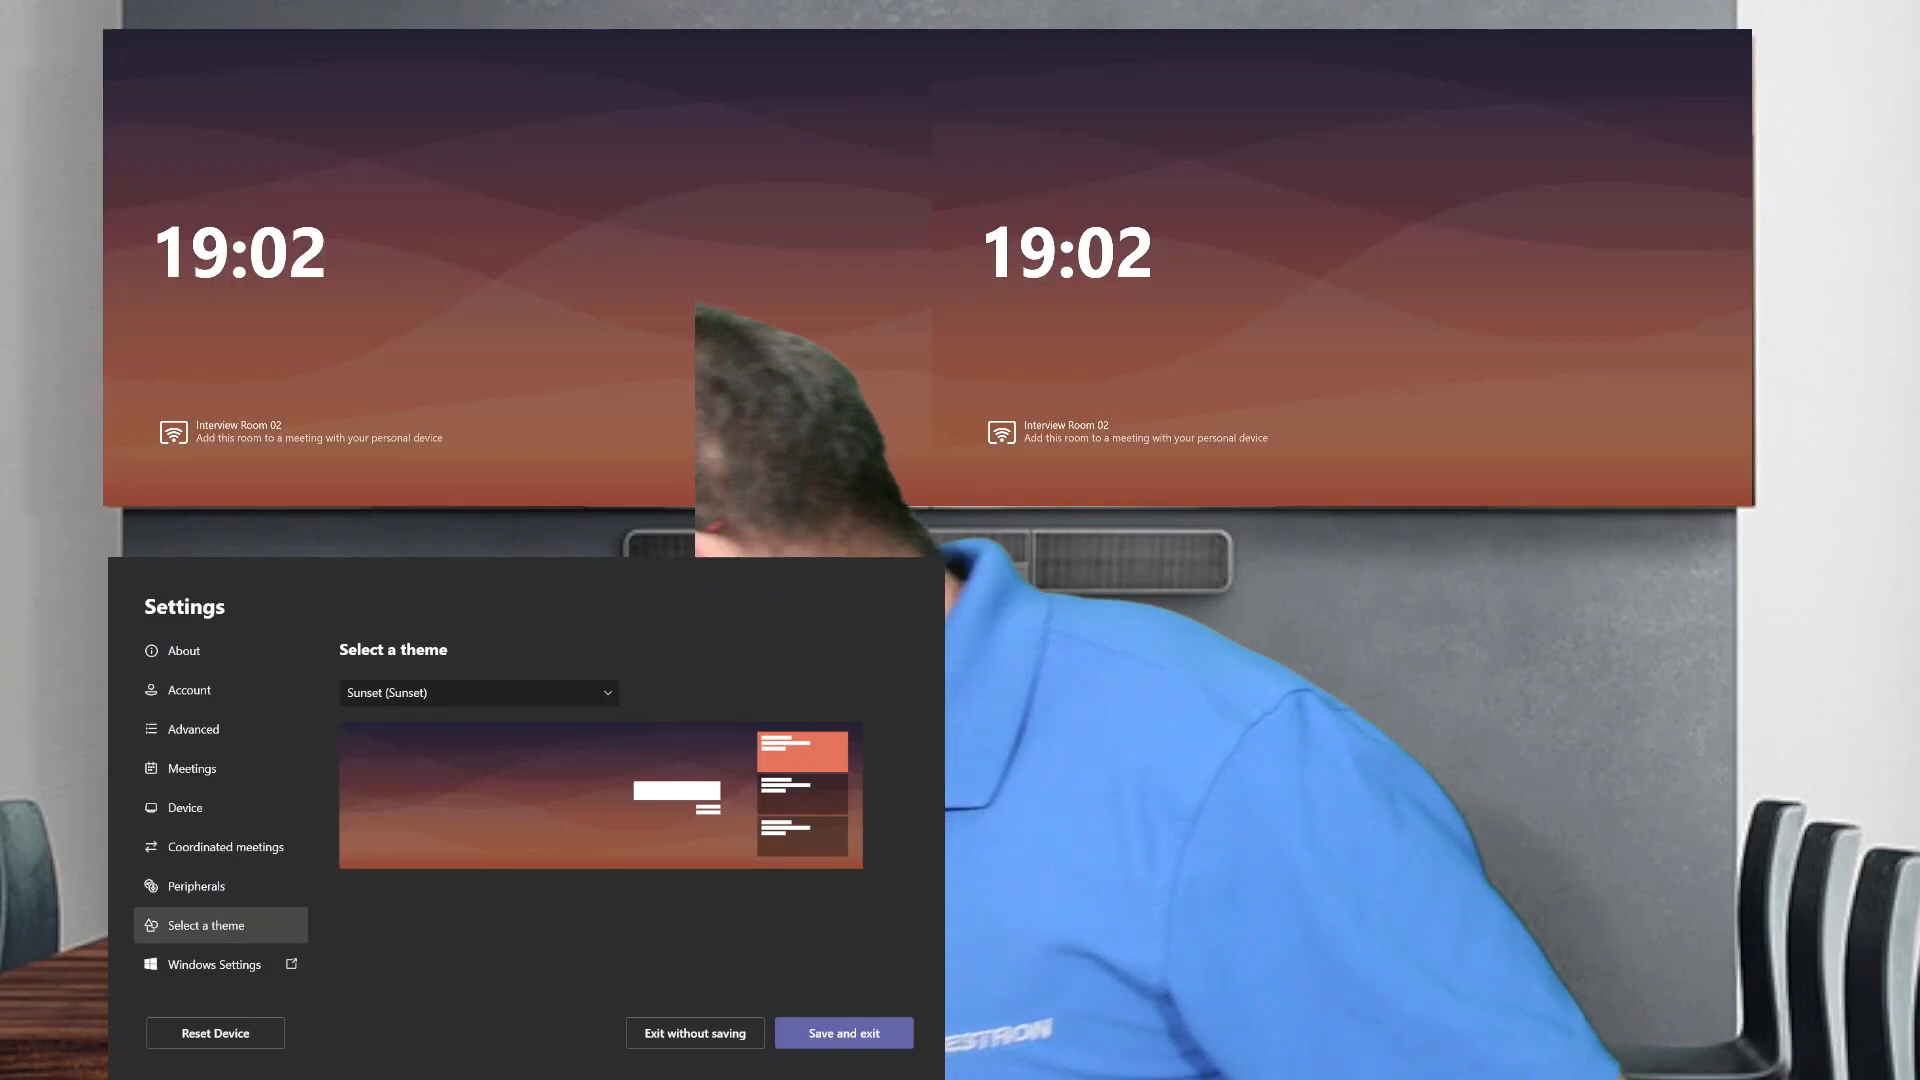 19:02
Interview Room 02
Add this room to a meeting with your personal device
19:02
Interview Room 02
Add this room to a meeting with your personal device
Settings
About
Account
Advanced
Meetings
Device
Coordinated meetings
Peripherals
Select a theme
Windows Settings
Reset Device
Select a theme
Sunset (Sunset)
Exit without saving
Save and exit
ESTRON